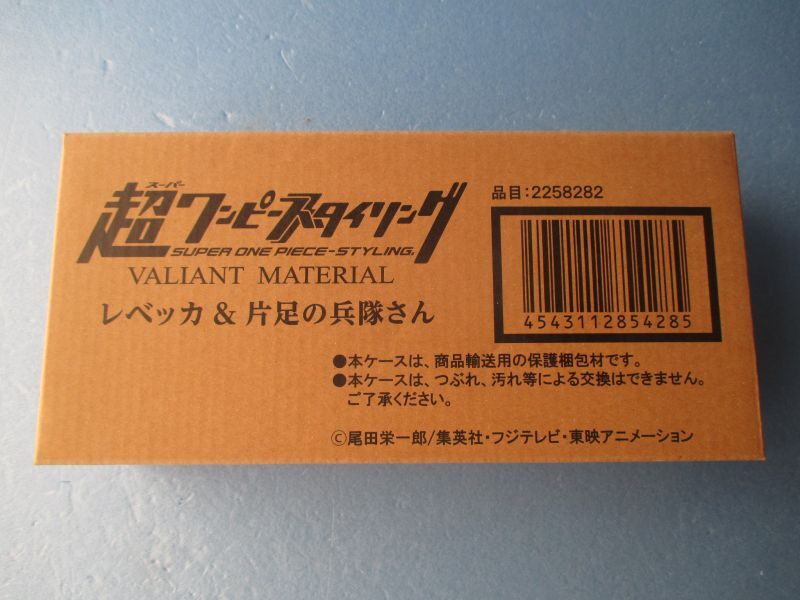 スーパー
超ワンピーススタイリング
SUPER ONE PIECE-STYLING.
VALIANT MATERIAL
レベッカ & 片足の兵隊さん
品目:2258282
4543112854285
●本ケースは、商品輸送用の保護梱包材です。
●本ケースは、つぶれ、汚れ等による交換はできません。
ご了承ください。
©尾田栄一郎/集英社・フジテレビ・東映アニメーション